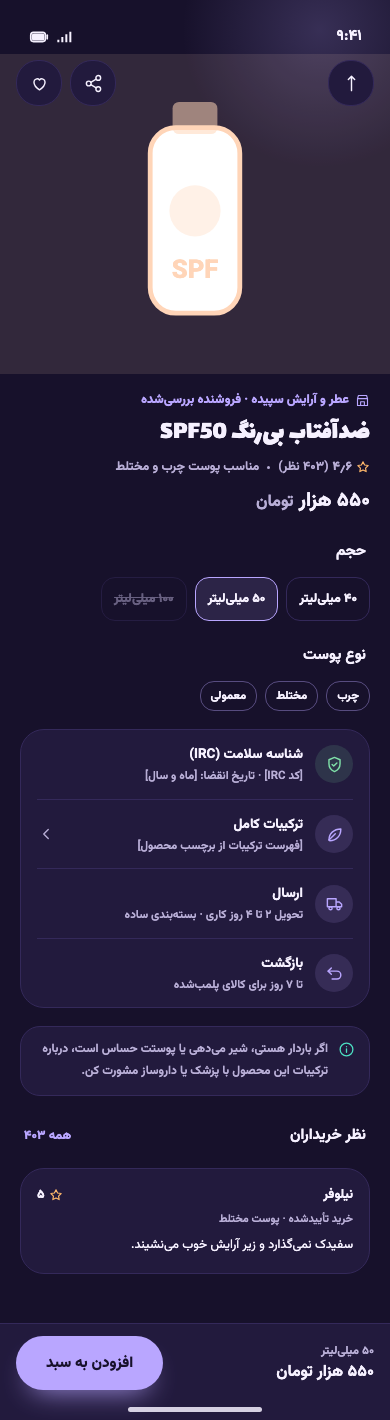 ۹:۴۱
SPF
عطر و آرایش سپیده · فروشنده بررسی‌شده
ضدآفتاب بی‌رنگ SPF50
۴٫۶ (۴۰۳ نظر) • مناسب پوست چرب و مختلط
۵۵۰ هزار تومان
حجم
۴۰ میلی‌لیتر
۵۰ میلی‌لیتر
۱۰۰ میلی‌لیتر
نوع پوست
چرب
مختلط
معمولی
شناسه سلامت (IRC)
[کد IRC] · تاریخ انقضا: [ماه و سال]
ترکیبات کامل
[فهرست ترکیبات از برچسب محصول]
ارسال
تحویل ۲ تا ۴ روز کاری · بسته‌بندی ساده
بازگشت
تا ۷ روز برای کالای پلمب‌شده
اگر باردار هستی، شیر می‌دهی یا پوستت حساس است، درباره
ترکیبات این محصول با پزشک یا داروساز مشورت کن.
نظر خریداران
همه ۴۰۳
نیلوفر
۵
خرید تأییدشده · پوست مختلط
سفیدک نمی‌گذارد و زیر آرایش خوب می‌نشیند.
۵۰ میلی‌لیتر
۵۵۰ هزار تومان
افزودن به سبد